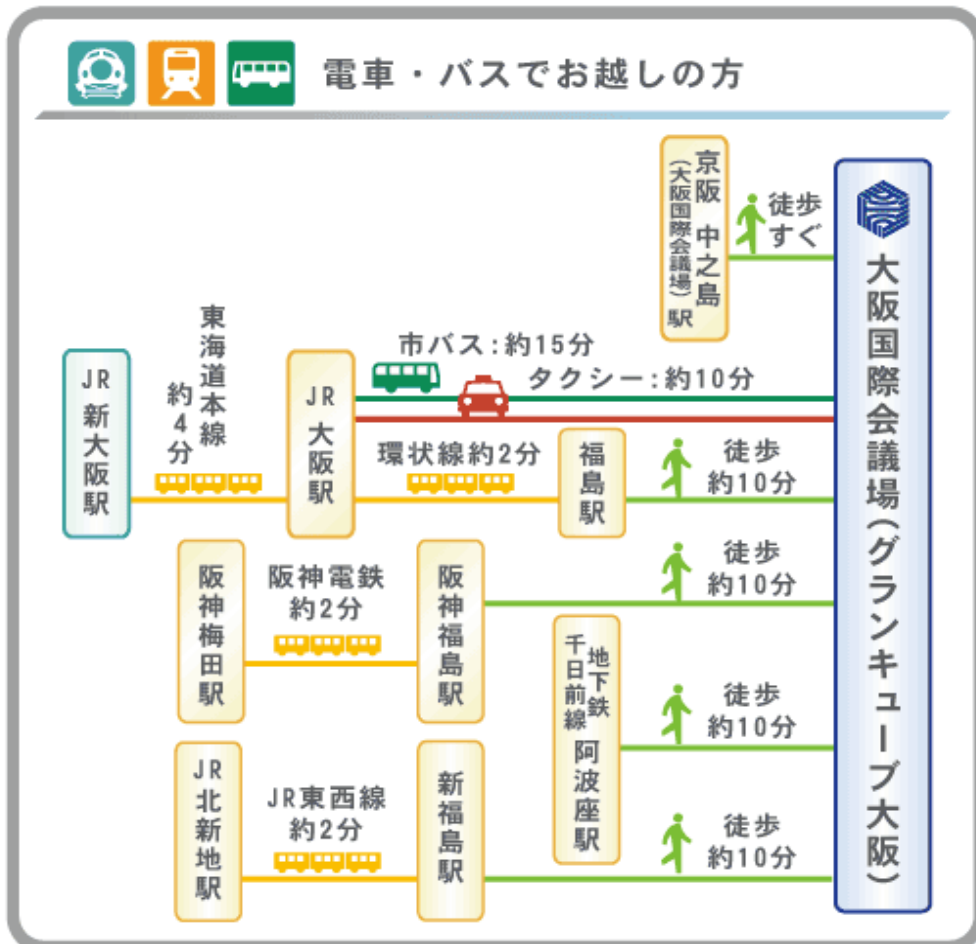 電車・バスでお越しの方
京阪 中之島
(大阪国際会議場)駅
徒歩
すぐ
大阪国際会議場(グランキューブ大阪)
JR 新大阪駅
東海道本線
約4分
JR 大阪駅
市バス:約15分
タクシー:約10分
環状線約2分
福島駅
徒歩
約10分
阪神梅田駅
阪神電鉄
約2分
阪神福島駅
徒歩
約10分
地下鉄
千日前線
阿波座駅
徒歩
約10分
JR北新地駅
JR東西線
約2分
新福島駅
徒歩
約10分